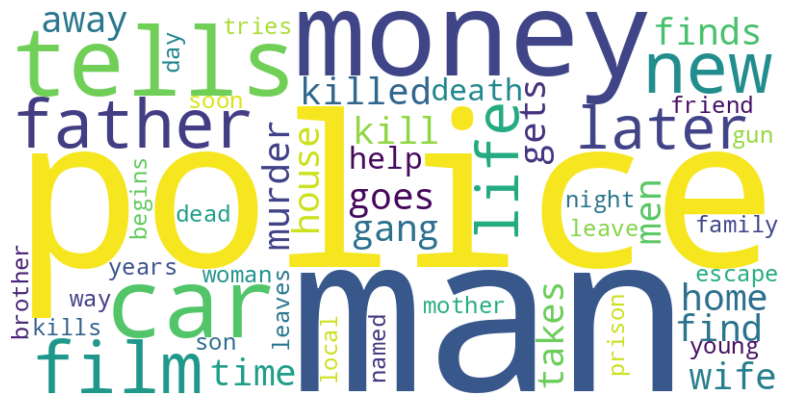 away
tries
day
tells
money
finds
new
soon
killed
death
friend
father
later
gun
kill
gets
life
murder
house
help
police
begins
dead
goes
gang
night
leave
men
family
brother
years
way
woman
leaves
car
man
mother
escape
home
kills
son
local
named
takes
prison
find
young
film
time
wife